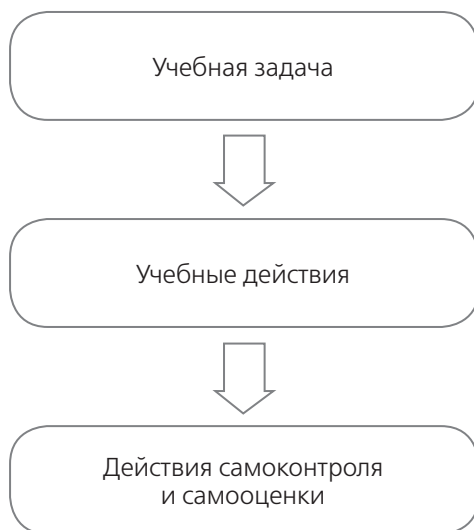 Учебная задача
Учебные действия
Действия самоконтроля
и самооценки